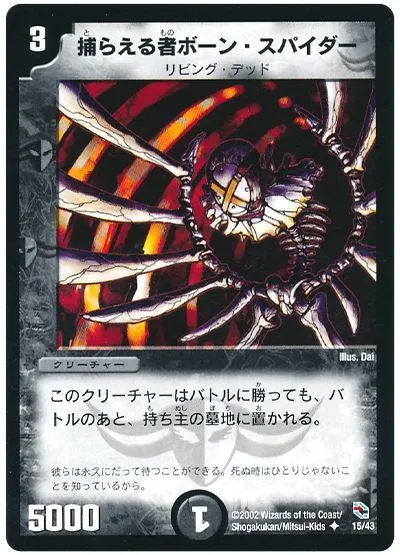 3
捕らえる者ボーン・スパイダー
リビング・デッド
Illus. Dai
クリーチャー
このクリーチャーはバトルに勝っても、バ
トルのあと、持ち主の墓地に置かれる。
彼らは永久にだって待つことができる。死ぬ時はひとりじゃないこ
とを知っているから。
5000
1
©2002 Wizards of the Coast/
Shogakukan/Mitsui-Kids ◆ 15/43